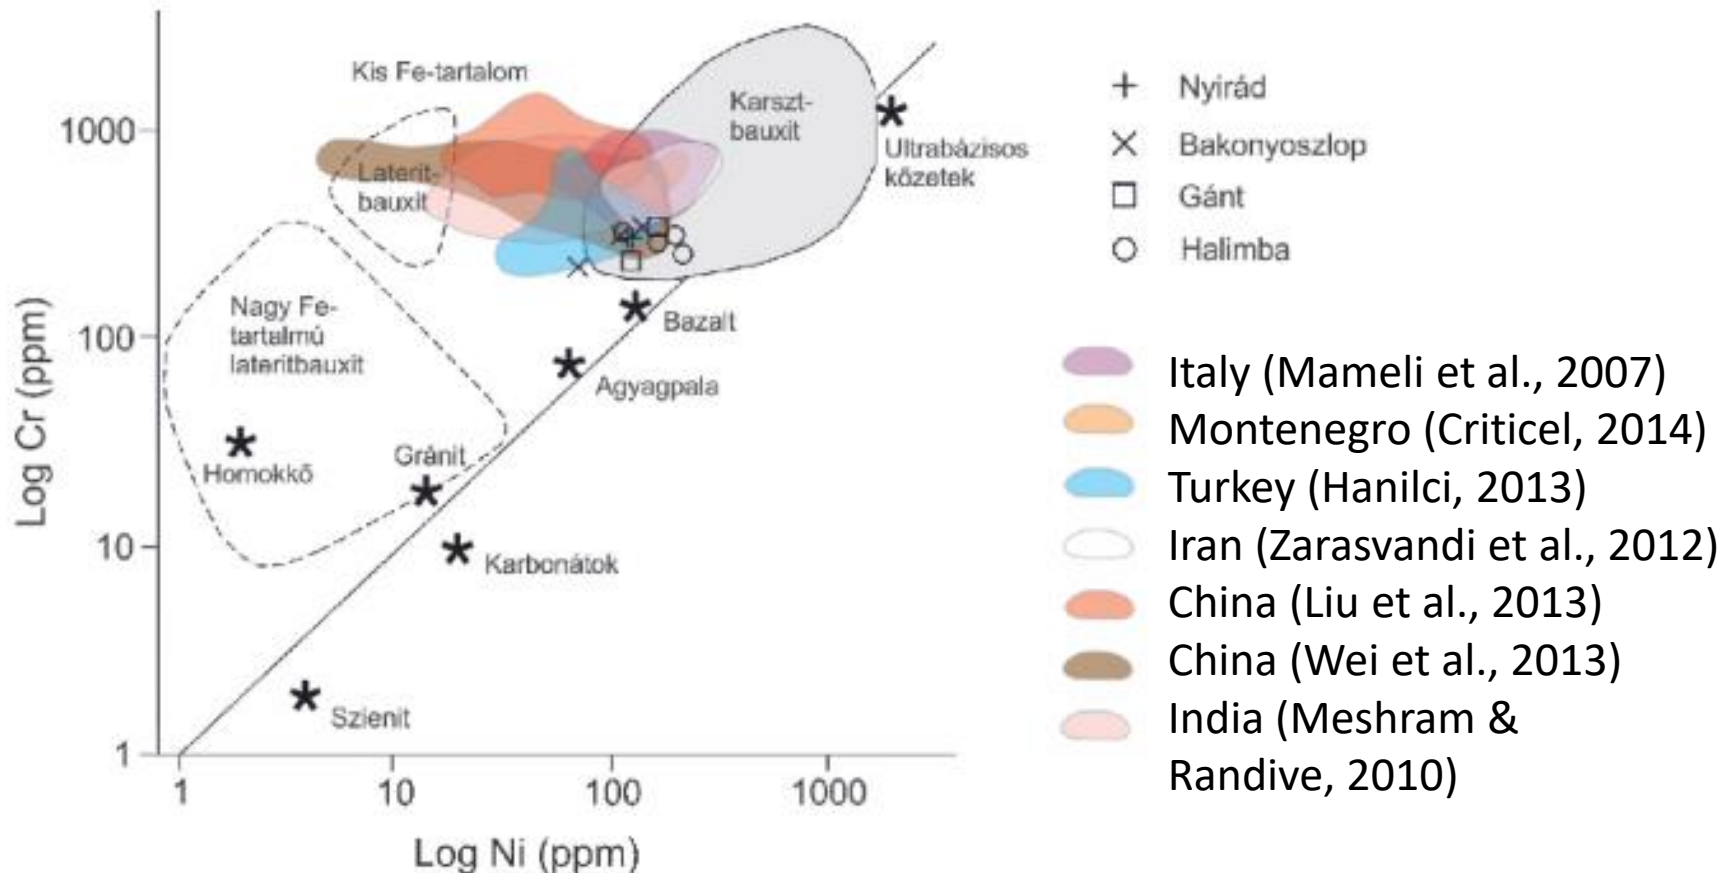 Kis Fe-tartalom
Karszt-
bauxit
Ultrabázisos
kőzetek
Laterit-
bauxit
Nagy Fe-
tartalmú
lateritbauxit
Bazalt
Agyagpala
Gránit
Homokkő
Karbonátok
Szienit
Log Cr (ppm)
1000
100
10
1
1
10
100
1000
Log Ni (ppm)
Nyirád
Bakonyoszlop
Gánt
Halimba
Italy (Mameli et al., 2007)
Montenegro (Criticel, 2014)
Turkey (Hanilci, 2013)
Iran (Zarasvandi et al., 2012)
China (Liu et al., 2013)
China (Wei et al., 2013)
India (Meshram &
Randive, 2010)